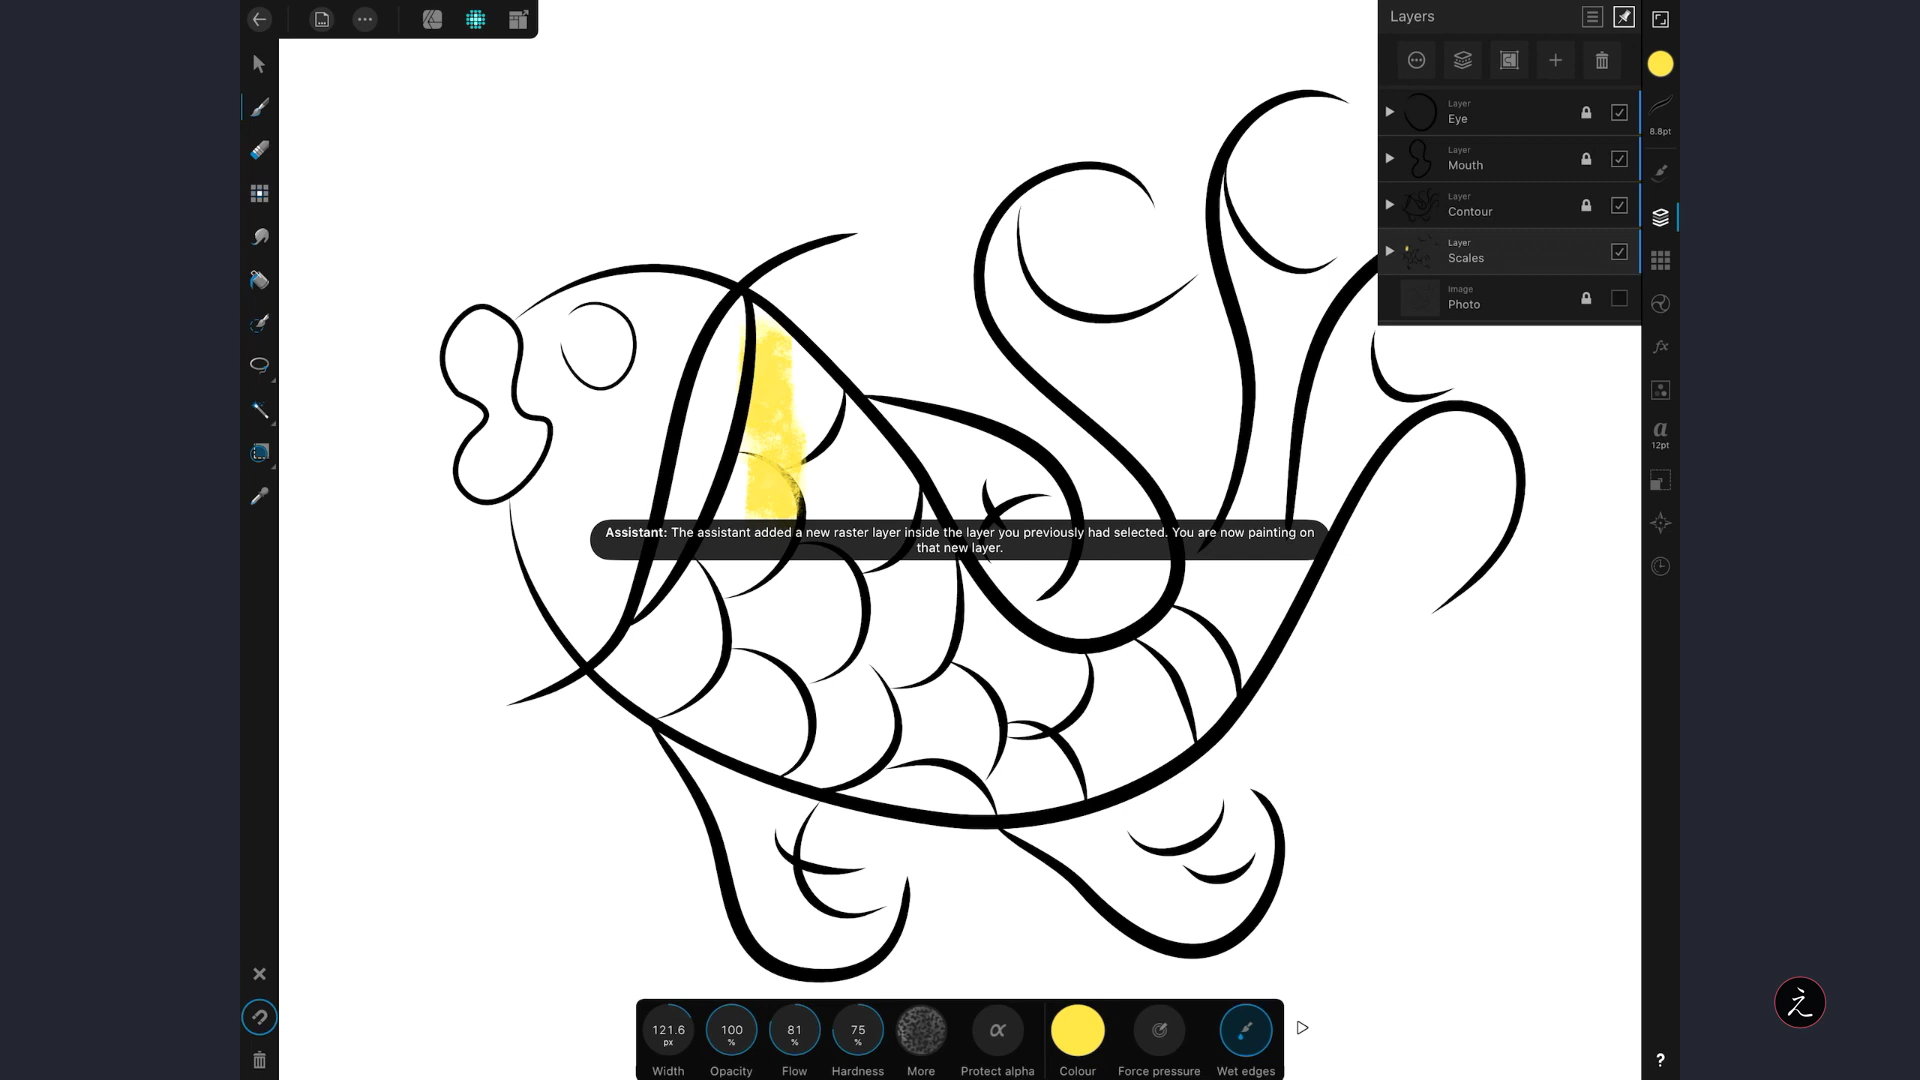 Layers
Layer
Eye
8.8pt
Layer
Mouth
Layer
Contour
Layer
Scales
Image
Photo
a
12pt
fx
Assistant: The assistant added a new raster layer inside the layer you previously had selected. You are now painting on
that new layer.
121.6 px
100 %
81 %
75 %
α
Width
Opacity
Flow
Hardness
More
Protect alpha
Colour
Force pressure
Wet edges
?
之